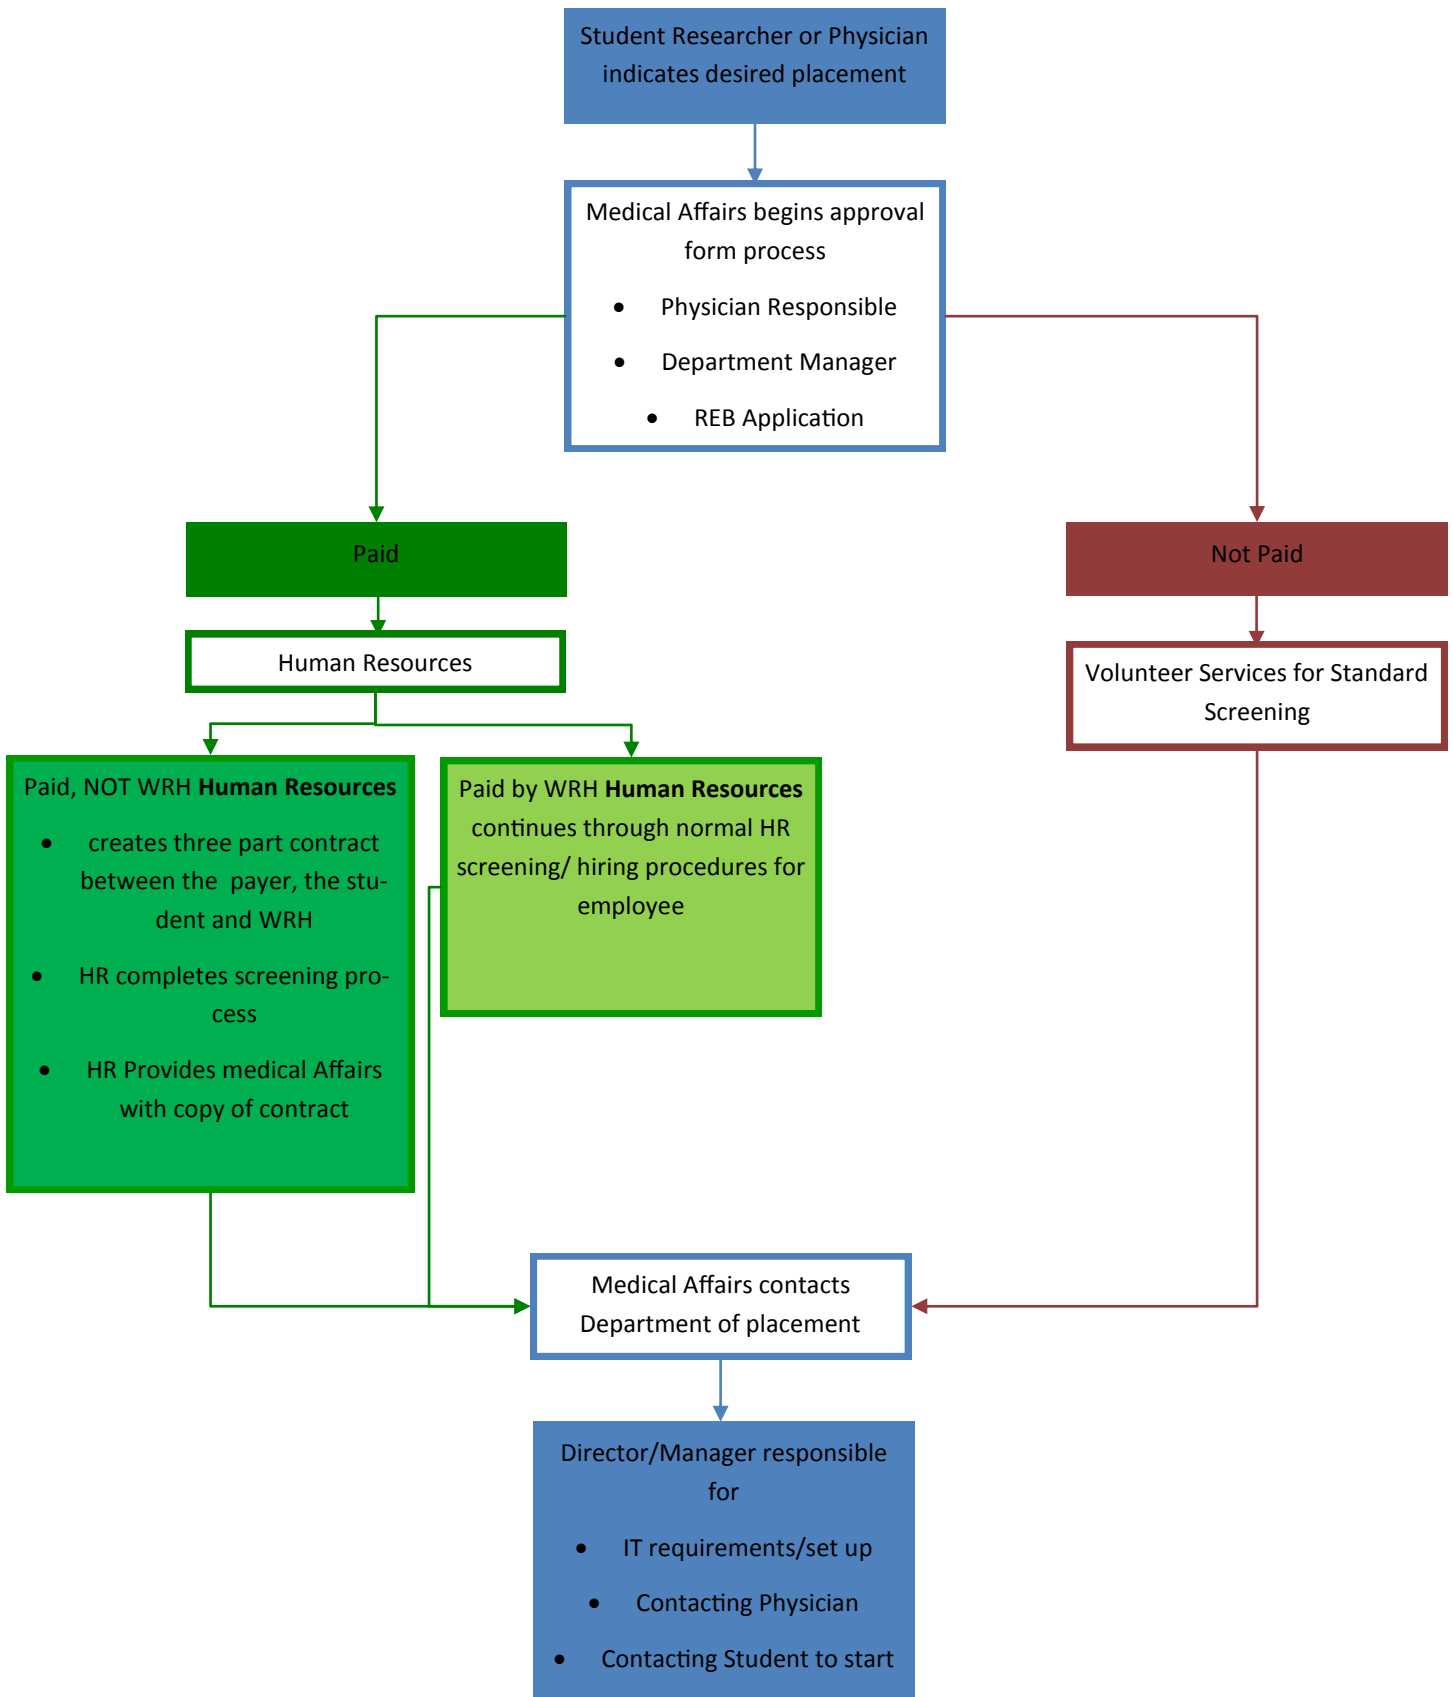 Student Researcher or Physician
indicates desired placement
Medical Affairs begins approval
form process
• Physician Responsible
• Department Manager
• REB Application
Paid
Not Paid
Human Resources
Volunteer Services for Standard
Screening
Paid, NOT WRH Human Resources
• creates three part contract
between the payer, the stu-
dent and WRH
• HR completes screening pro-
cess
• HR Provides medical Affairs
with copy of contract
Paid by WRH Human Resources
continues through normal HR
screening/ hiring procedures for
employee
Medical Affairs contacts
Department of placement
Director/Manager responsible
for
• IT requirements/set up
• Contacting Physician
• Contacting Student to start